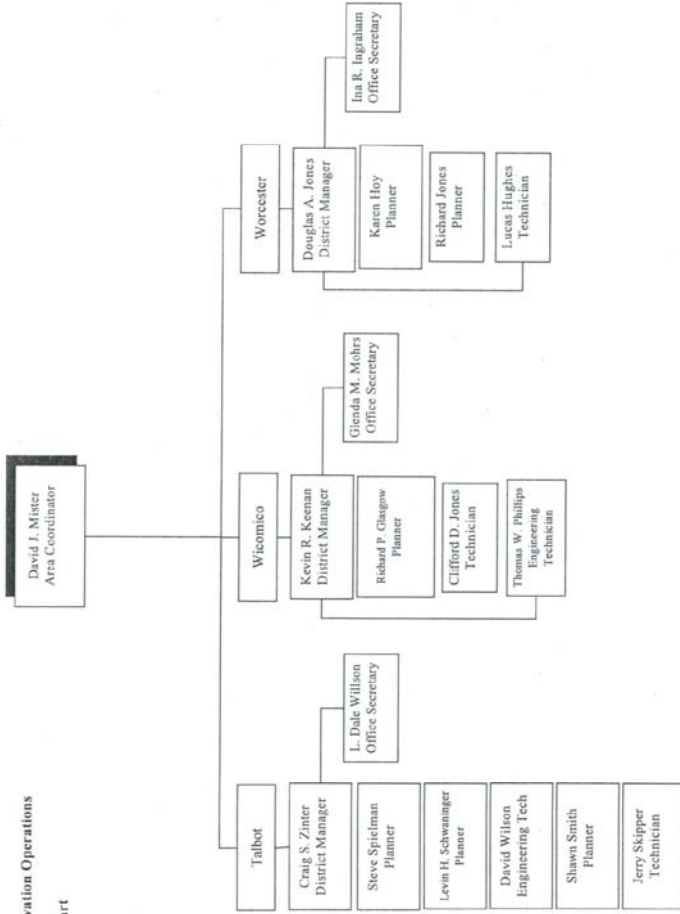 vation Operations
art
David J. Mister
Area Coordinator
Talbot
Craig S. Zinter
District Manager
L. Dale Willson
Office Secretary
Steve Spielman
Planner
Levin H. Schwaninger
Planner
David Wilson
Engineering Tech
Shawn Smith
Planner
Jerry Skipper
Technician
Wicomico
Kevin R. Keenan
District Manager
Glenda M. Mohrs
Office Secretary
Richard P. Glasgow
Planner
Clifford D. Jones
Technician
Thomas W. Phillips
Engineering
Technician
Worcester
Douglas A. Jones
District Manager
Ina R. Ingraham
Office Secretary
Karen Hoy
Planner
Richard Jones
Planner
Lucas Hughes
Technician